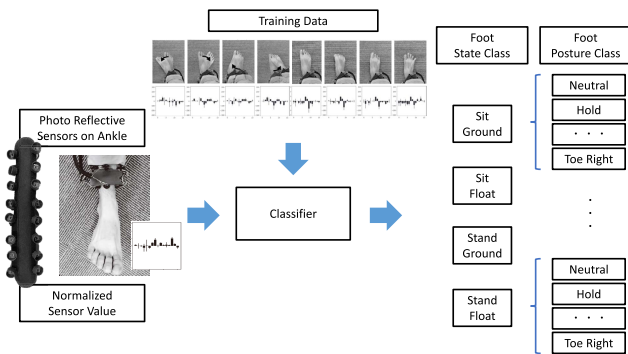 Training Data
Foot
State Class
Foot
Posture Class
Photo Reflective
Sensors on Ankle
Normalized
Sensor Value
Classifier
Sit
Ground
Sit
Float
Stand
Ground
Stand
Float
Neutral
Hold
. . .
Toe Right
.
.
.
Neutral
Hold
. . .
Toe Right